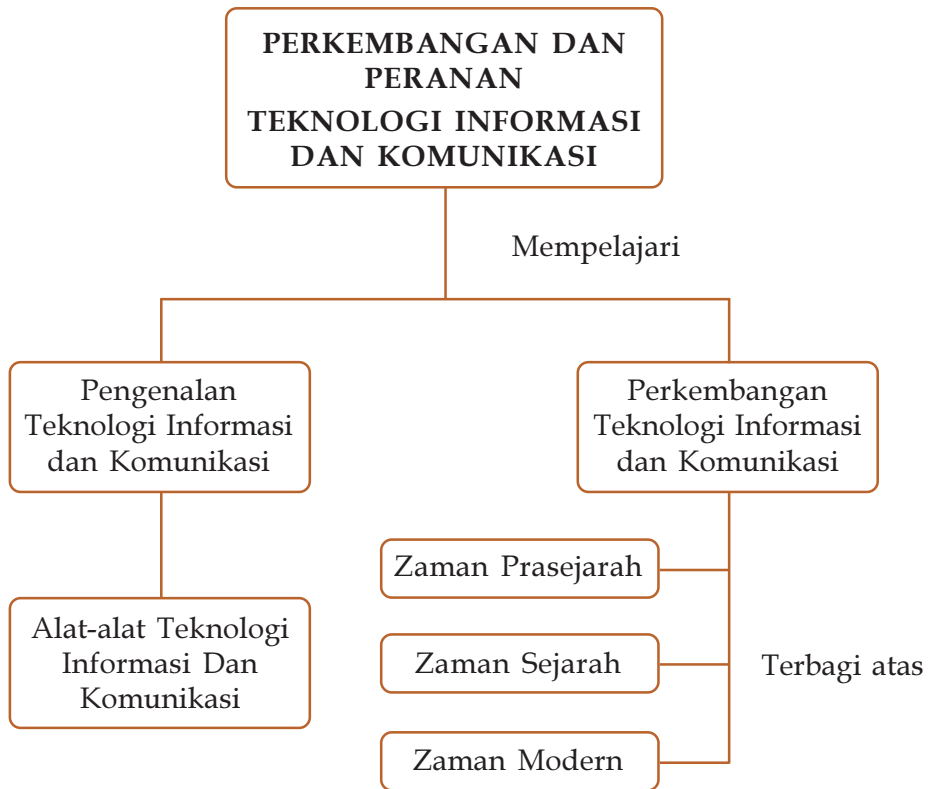 PERKEMBANGAN DAN
PERANAN
TEKNOLOGI INFORMASI
DAN KOMUNIKASI
Mempelajari
Pengenalan
Teknologi Informasi
dan Komunikasi
Alat-alat Teknologi
Informasi Dan
Komunikasi
Perkembangan
Teknologi Informasi
dan Komunikasi
Zaman Prasejarah
Zaman Sejarah
Zaman Modern
Terbagi atas